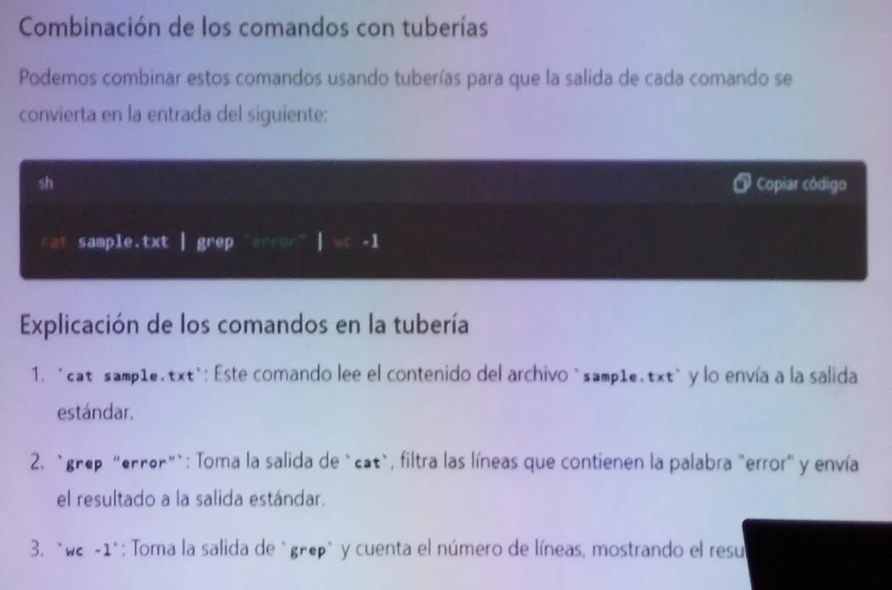 Combinación de los comandos con tuberías
Podemos combinar estos comandos usando tuberías para que la salida de cada comando se
convierta en la entrada del siguiente:
sh
Copiar código
cat sample.txt | grep "error" | wc -l
Explicación de los comandos en la tubería
1. `cat sample.txt`: Este comando lee el contenido del archivo `sample.txt` y lo envía a la salida
estándar.
2. `grep "error"`: Toma la salida de `cat`, filtra las líneas que contienen la palabra "error" y envía
el resultado a la salida estándar.
3. `wc -l`: Toma la salida de `grep` y cuenta el número de líneas, mostrando el resu